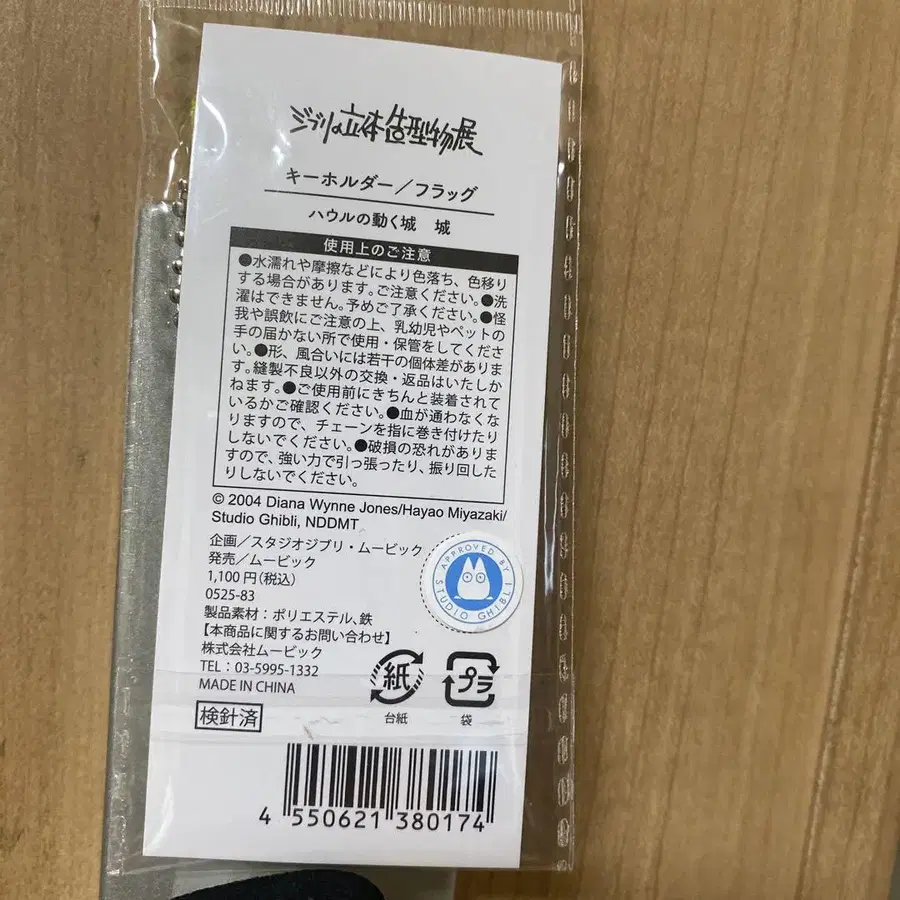 ジブリの立体造型物展
キーホルダー／フラッグ
ハウルの動く城　城
使用上のご注意
●水濡れや摩擦などにより色落ち、色移り
する場合があります。ご注意ください。●洗
濯はできません。予めご了承ください。●怪
我や誤飲にご注意の上、乳幼児やペットの
手の届かない所で使用・保管をしてくださ
い。●形、風合いには若干の個体差がありま
す。縫製不良以外の交換・返品はいたしか
ねます。●ご使用前にきちんと装着されて
いるかご確認ください。●血が通わなくな
りますので、チェーンを指に巻き付けたり
しないでください。●破損の恐れがありま
すので、強い力で引っ張ったり、振り回した
りしないでください。
© 2004 Diana Wynne Jones/Hayao Miyazaki/
Studio Ghibli, NDDMT
企画／スタジオジブリ・ムービック
発売／ムービック
1,100円（税込）
0525-83
製品素材：ポリエステル、鉄
【本商品に関するお問い合わせ】
株式会社ムービック
TEL：03-5995-1332
MADE IN CHINA
検針済
APPROVED BY
STUDIO GHIBLI
紙
台紙
プラ
袋
4 550621 380174